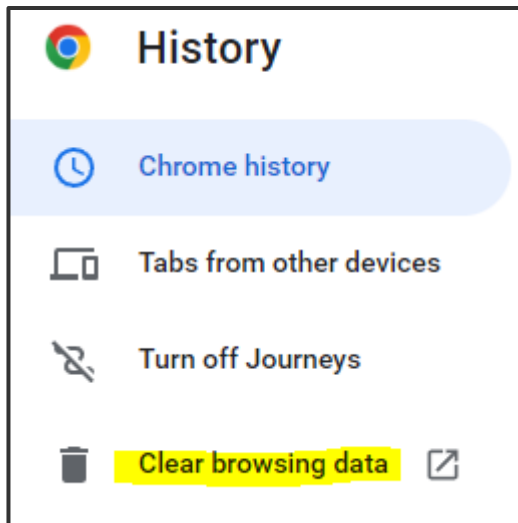 History
Chrome history
Tabs from other devices
Turn off Journeys
Clear browsing data